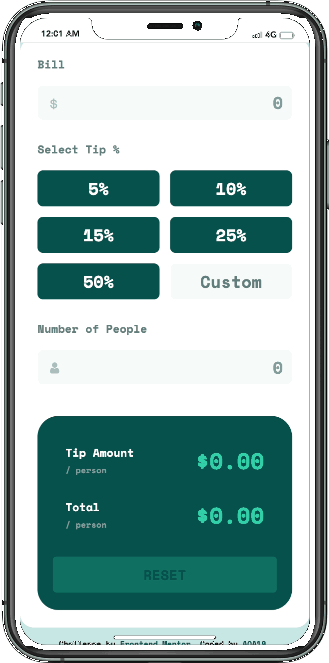 12:01 AM 4G
Bill
$ 0
Select Tip %
5% 10%
15% 25%
50% Custom
Number of People
0
Tip Amount $0.00
/ person
Total $0.00
/ person
RESET
Challenge by Frontend Mentor. Coded by